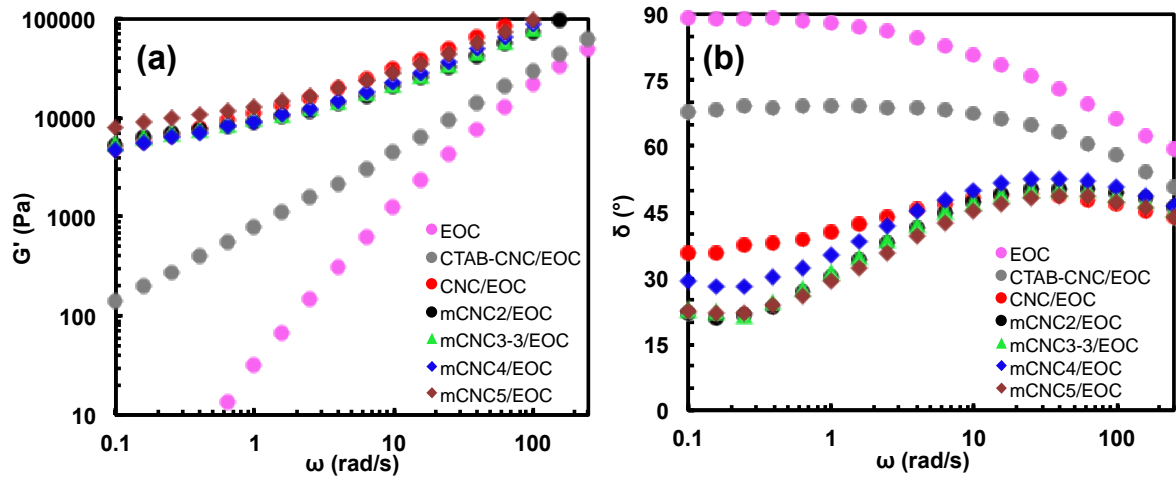 (a)
G' (Pa)
100000
10000
1000
100
10
0.1
1
10
100
ω (rad/s)
EOC
CTAB-CNC/EOC
CNC/EOC
mCNC2/EOC
mCNC3-3/EOC
mCNC4/EOC
mCNC5/EOC
(b)
δ (°)
90
75
60
45
30
15
0
0.1
1
10
100
ω (rad/s)
EOC
CTAB-CNC/EOC
CNC/EOC
mCNC2/EOC
mCNC3-3/EOC
mCNC4/EOC
mCNC5/EOC